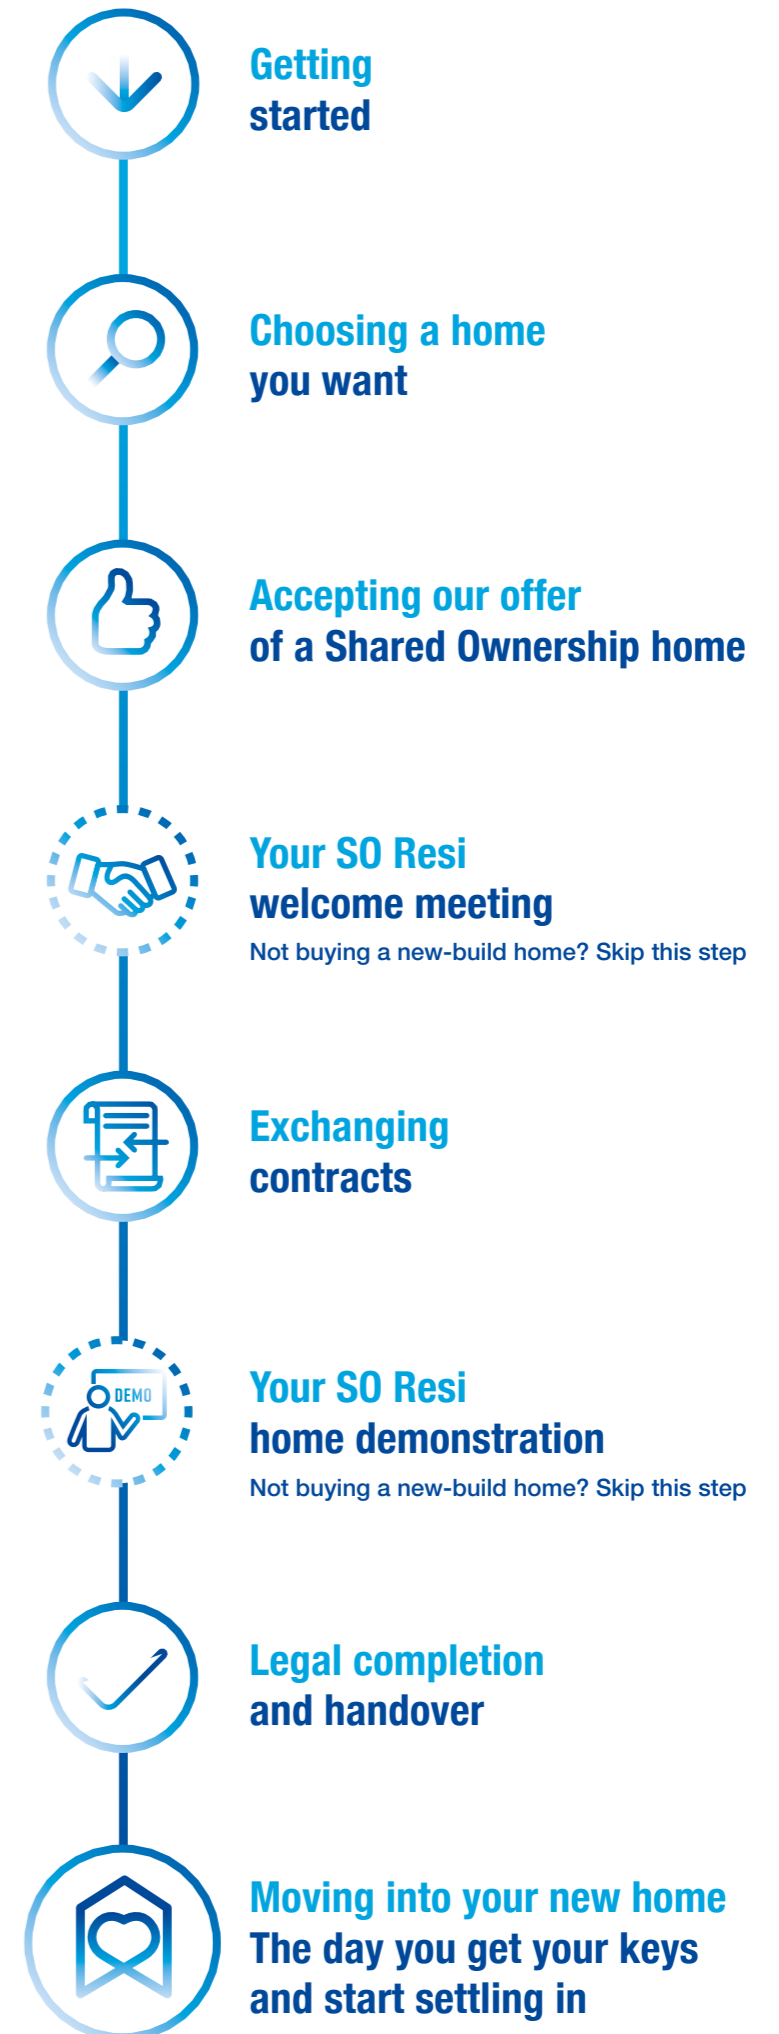 Getting
started
Choosing a home
you want
Accepting our offer
of a Shared Ownership home
Your SO Resi
welcome meeting
Not buying a new-build home? Skip this step
Exchanging
contracts
DEMO
Your SO Resi
home demonstration
Not buying a new-build home? Skip this step
Legal completion
and handover
Moving into your new home
The day you get your keys
and start settling in